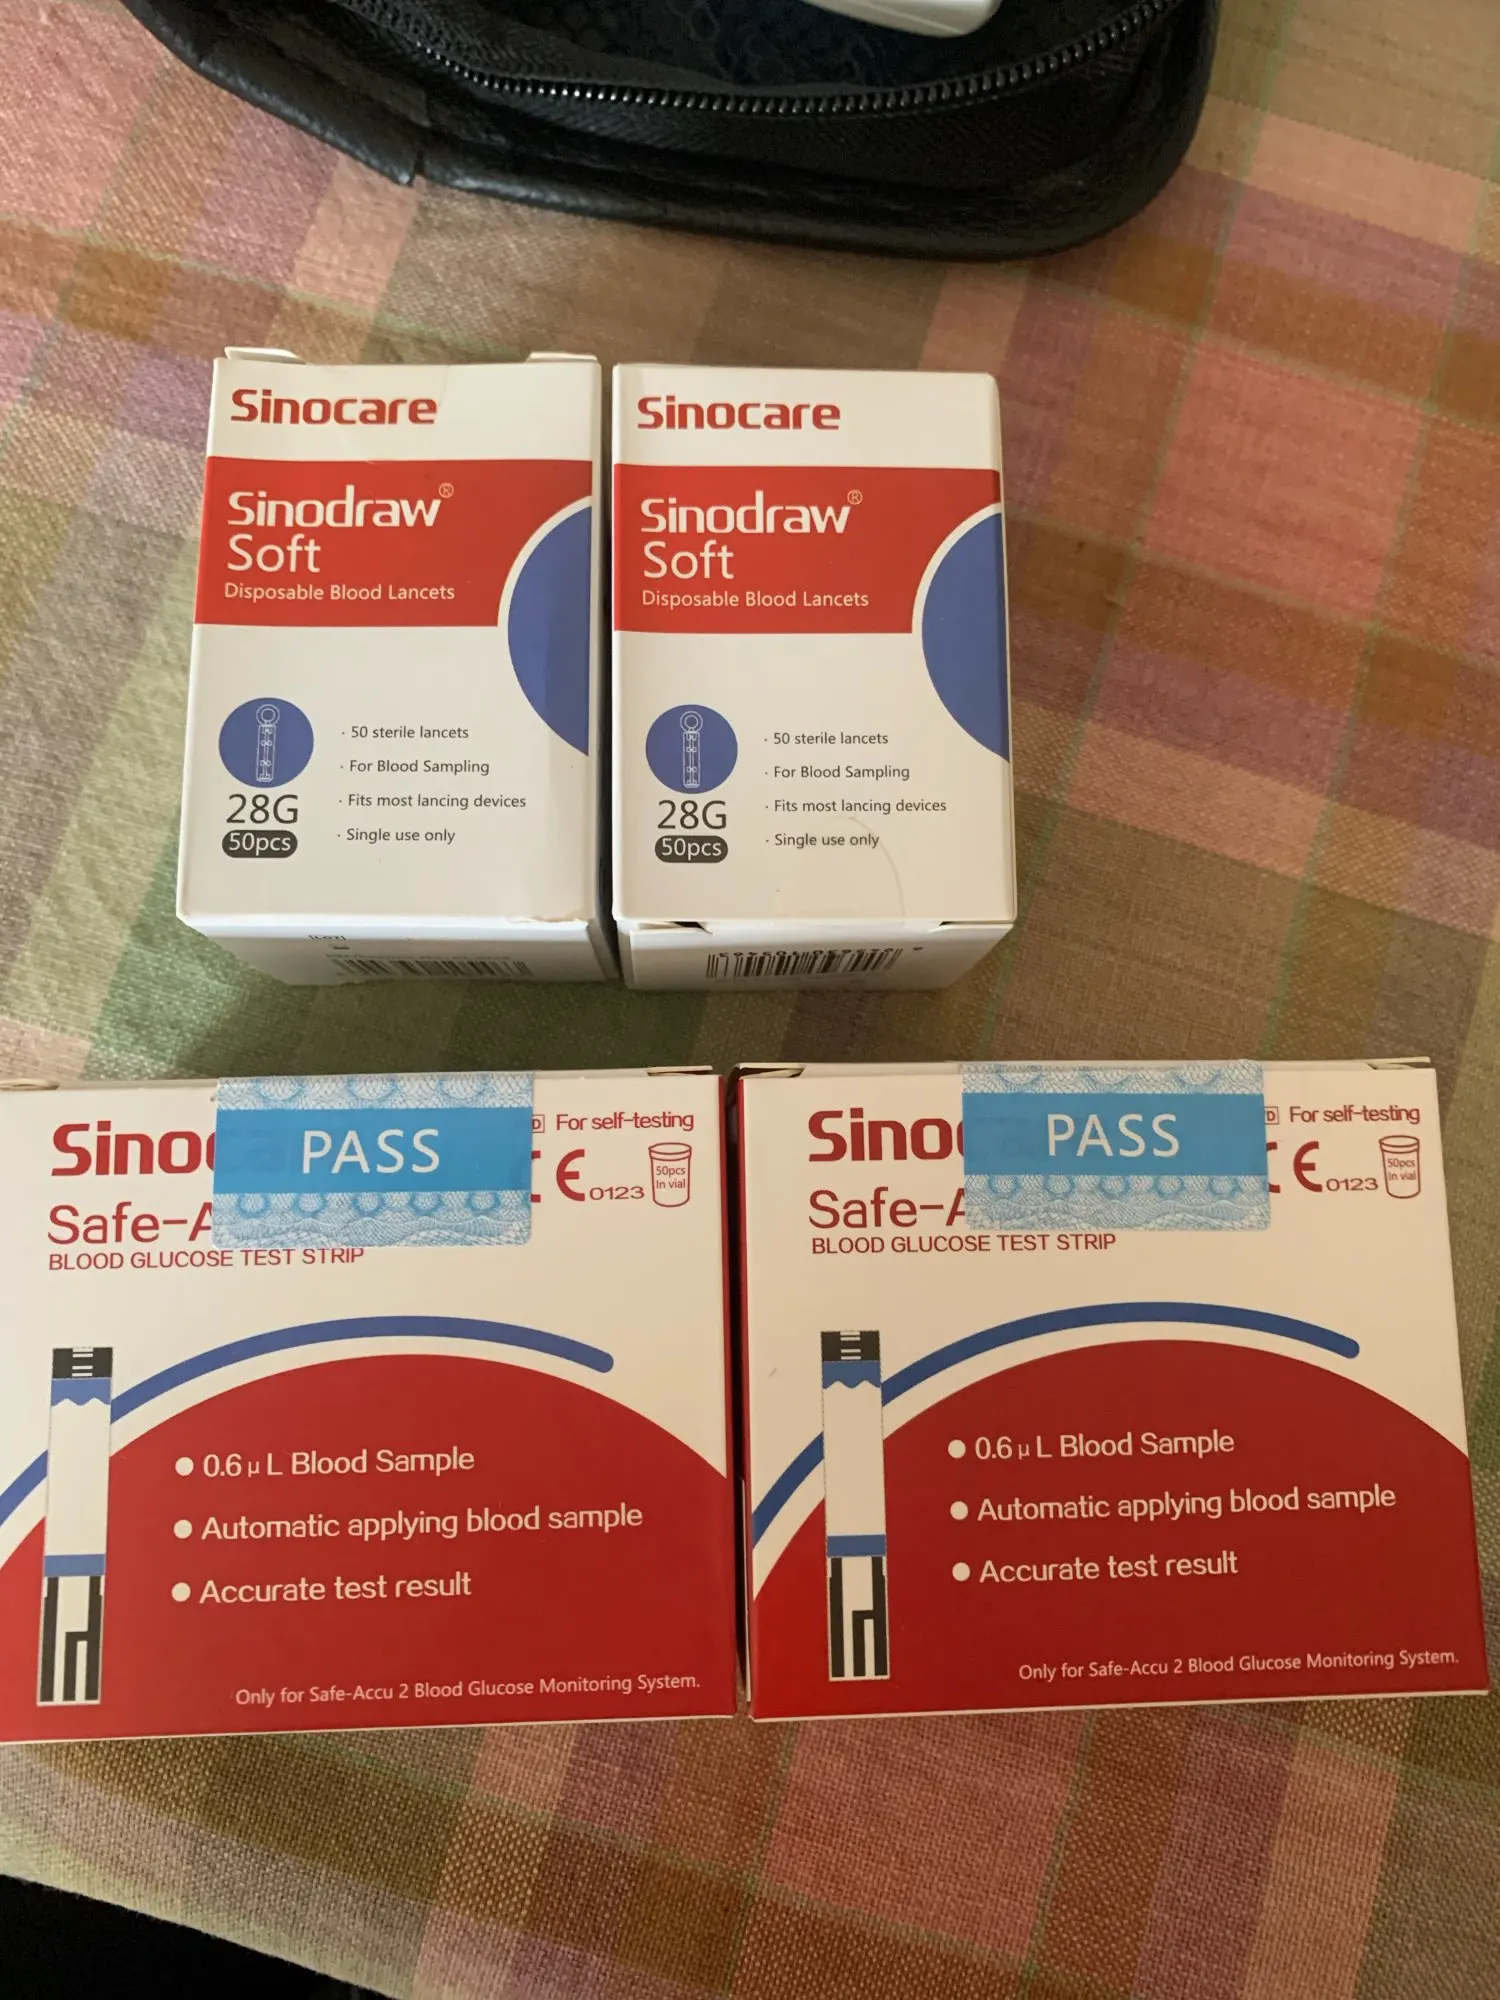 Sinocare
Sinodraw®
Soft
Disposable Blood Lancets
28G
50pcs
· 50 sterile lancets
· For Blood Sampling
· Fits most lancing devices
· Single use only
Sinocare
Sinodraw®
Soft
Disposable Blood Lancets
28G
50pcs
· 50 sterile lancets
· For Blood Sampling
· Fits most lancing devices
· Single use only
PASS
For self-testing
CE 0123
50pcs
In vial
Safe-A
BLOOD GLUCOSE TEST STRIP
● 0.6 μ L Blood Sample
● Automatic applying blood sample
● Accurate test result
Only for Safe-Accu 2 Blood Glucose Monitoring System.
PASS
For self-testing
CE 0123
50pcs
In vial
Safe-A
BLOOD GLUCOSE TEST STRIP
● 0.6 μ L Blood Sample
● Automatic applying blood sample
● Accurate test result
Only for Safe-Accu 2 Blood Glucose Monitoring System.